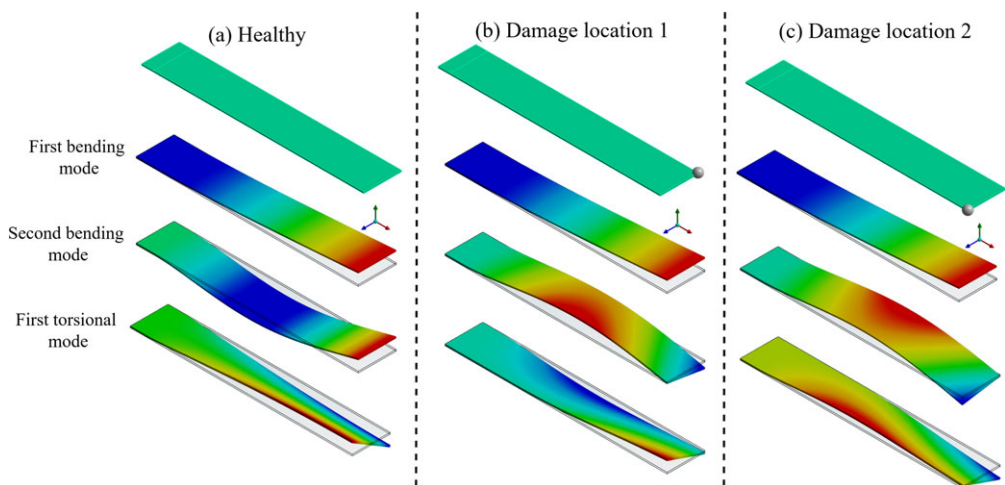 (a) Healthy
(b) Damage location 1
(c) Damage location 2
First bending
mode
Second bending
mode
First torsional
mode